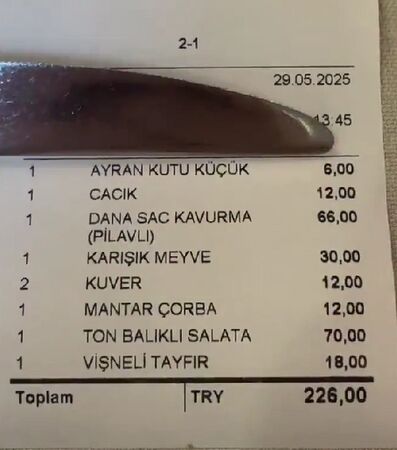 2-1
29.05.2025
13:45
1 AYRAN KUTU KÜÇÜK 6,00
1 CACIK 12,00
1 DANA SAC KAVURMA 66,00
(PİLAVLI)
1 KARIŞIK MEYVE 30,00
2 KUVER 12,00
1 MANTAR ÇORBA 12,00
1 TON BALIKLI SALATA 70,00
1 VİŞNELİ TAYFIR 18,00
Toplam TRY 226,00